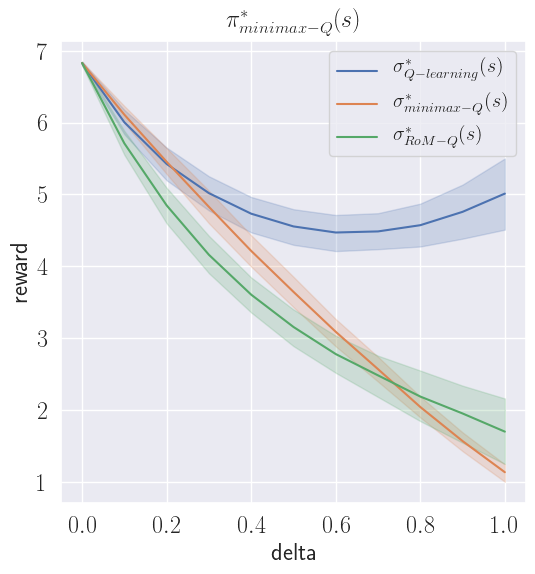 π*minimax−Q(s)
σ*Q−learning(s)
σ*minimax−Q(s)
σ*RoM−Q(s)
reward
7
6
5
4
3
2
1
0.0 0.2 0.4 0.6 0.8 1.0
delta